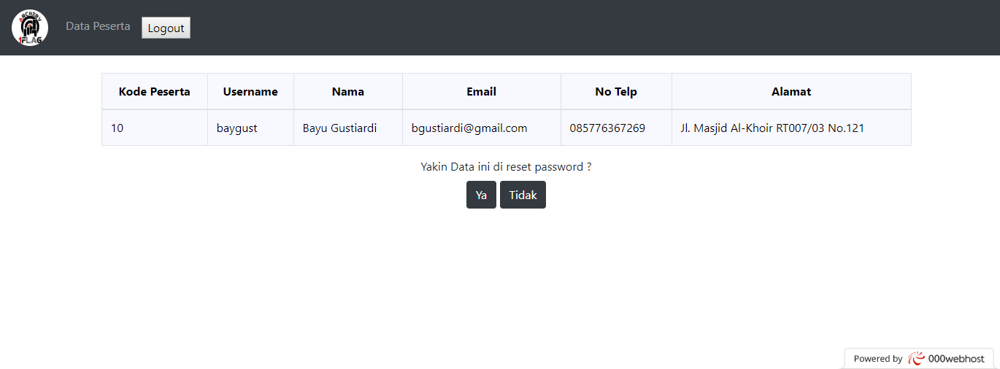 ARCHERY
1FLAG
Data Peserta Logout
Kode Peserta Username Nama Email No Telp Alamat
10 baygust Bayu Gustiardi bgustiardi@gmail.com 085776367269 Jl. Masjid Al-Khoir RT007/03 No.121
Yakin Data ini di reset password ?
Ya Tidak
Powered by 000webhost